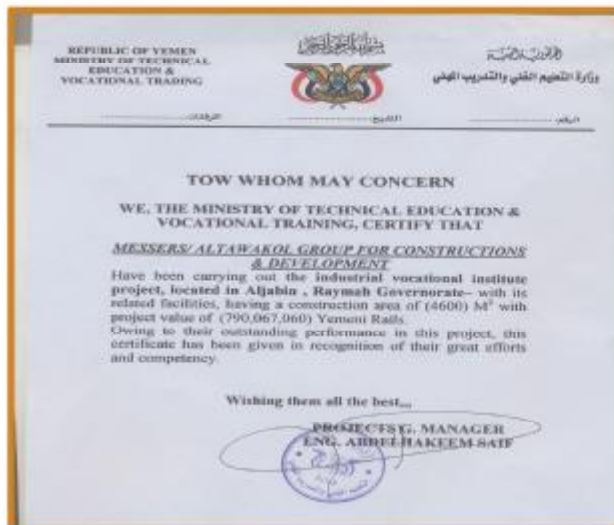 REPUBLIC OF YEMEN
MINISTRY OF TECHNICAL
EDUCATION &
VOCATIONAL TRADING
وزارة التعليم الفني والتدريب المهني
المرفقات
التاريخ
الرقم
TOW WHOM MAY CONCERN
WE, THE MINISTRY OF TECHNICAL EDUCATION &
VOCATIONAL TRAINING, CERTIFY THAT
MESSERS/ ALTAWAKOL GROUP FOR CONSTRUCTIONS
& DEVELOPMENT
Have been carrying out the industrial vocational institute
project, located in Aljabin , Raymah Governorate– with its
related facilities, having a construction area of (4600) M² with
project value of (790,067,060) Yemeni Rails.
Owing to their outstanding performance in this project, this
certificate has been given in recognition of their great efforts
and competency.
Wishing them all the best,,,
PROJECTS G. MANAGER
ENG. ABDEL HAKEEM SAIF